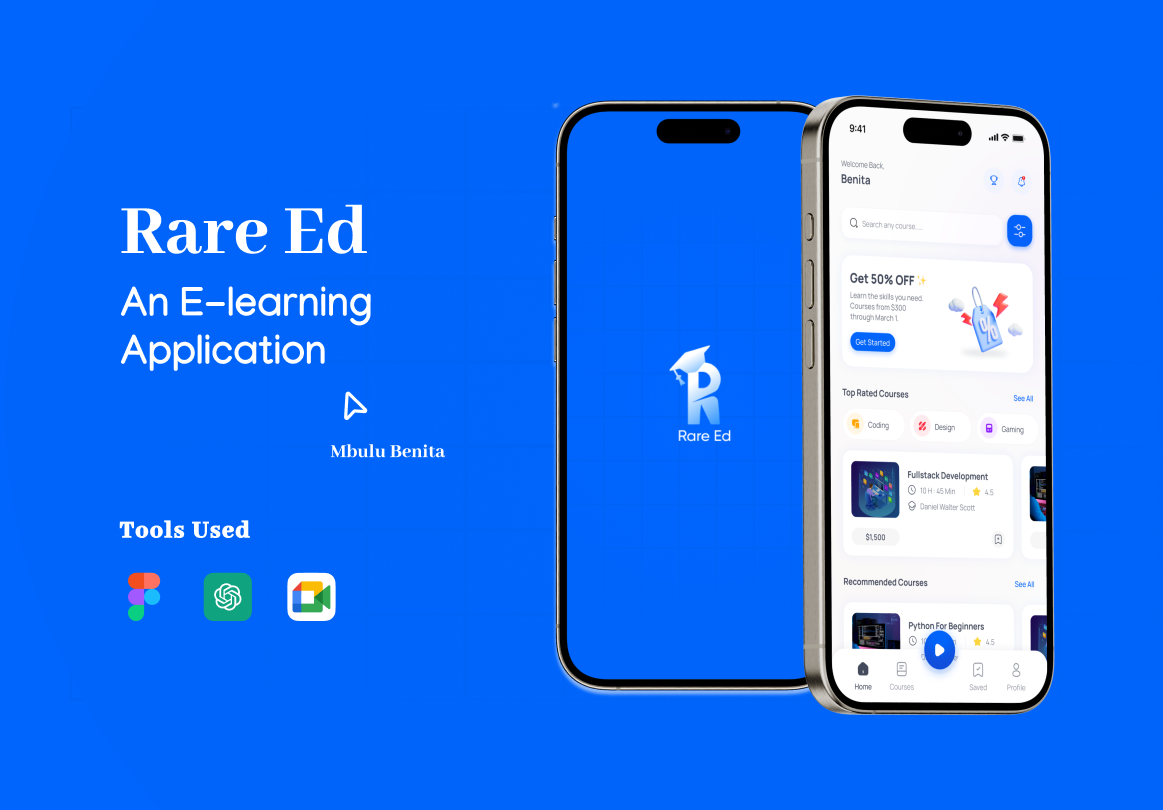 Rare Ed
An E-learning
Application
Mbulu Benita
Tools Used
Rare Ed
9:41
Welcome Back,
Benita
Search any course....
Get 50% OFF
Learn the skills you need.
Courses from $300
through March 1.
Get Started
Top Rated Courses
See All
Coding
Design
Gaming
Fullstack Development
10 H : 45 Min
4.5
Daniel Walter Scott
$1,500
Recommended Courses
See All
Python For Beginners
4.5
Home
Courses
Saved
Profile